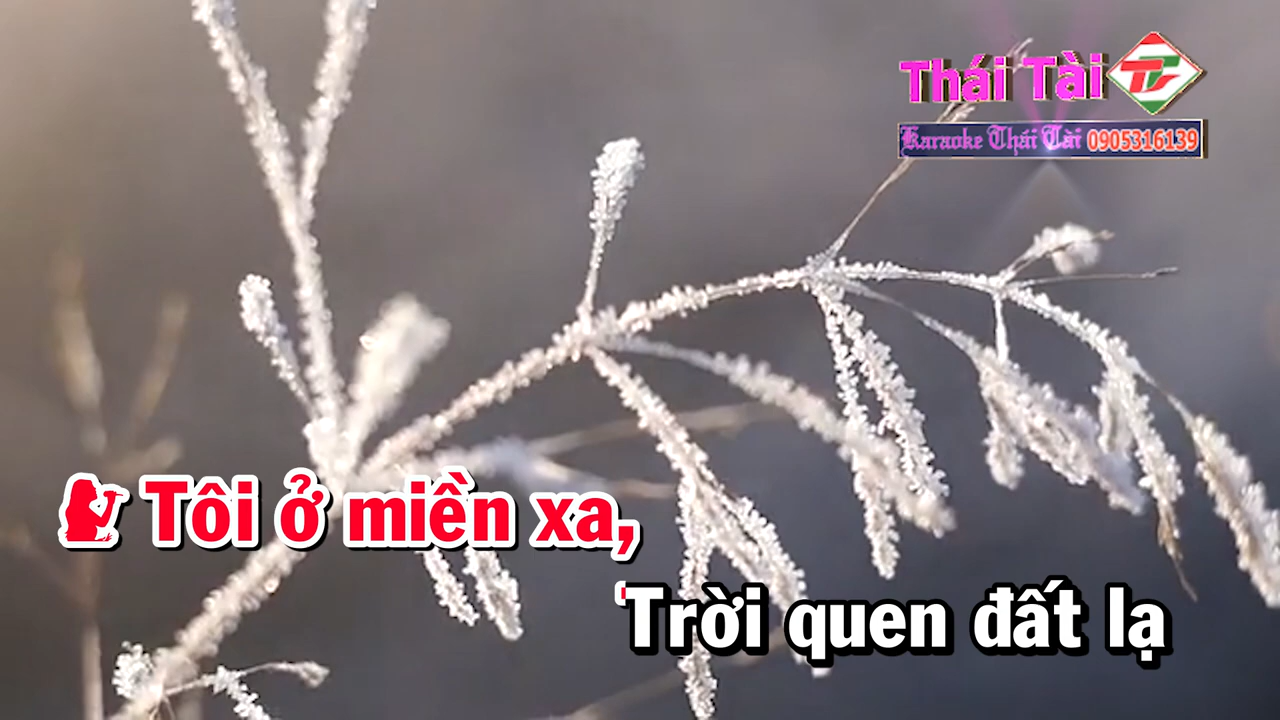 Thái Tài
Karaoke Thái Tài 0905316139
Tôi ở miền xa,
Trời quen đất lạ